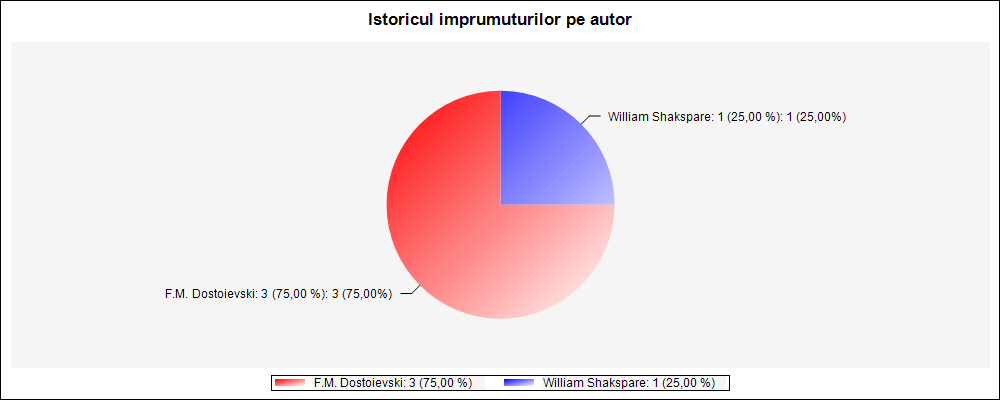 Istoricul imprumuturilor pe autor
William Shakspare: 1 (25,00 %): 1 (25,00%)
F.M. Dostoievski: 3 (75,00 %): 3 (75,00%)
F.M. Dostoievski: 3 (75,00 %) William Shakspare: 1 (25,00 %)